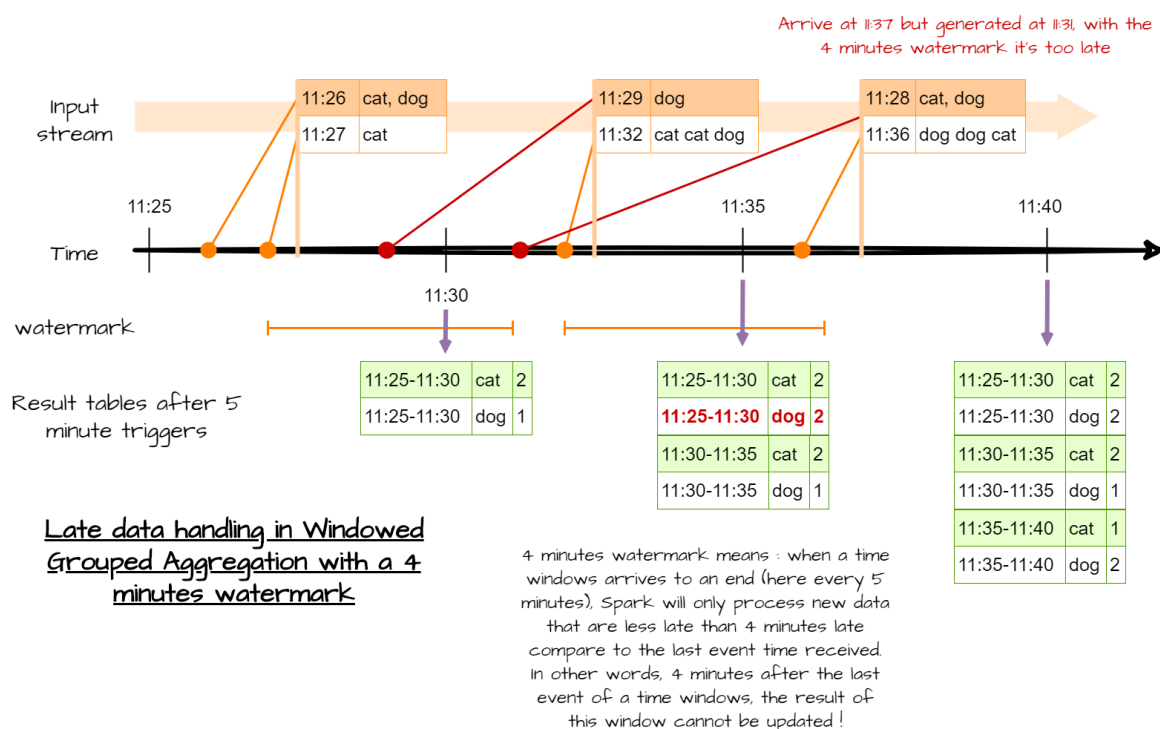 Arrive at 11:37 but generated at 11:31, with the
4 minutes watermark it's too late
Input
stream
11:26 cat, dog
11:27 cat
11:29 dog
11:32 cat cat dog
11:28 cat, dog
11:36 dog dog cat
11:25
11:35
11:40
Time
11:30
watermark
Result tables after 5
minute triggers
11:25-11:30 cat 2
11:25-11:30 dog 1
11:25-11:30 cat 2
11:25-11:30 dog 2
11:30-11:35 cat 2
11:30-11:35 dog 1
11:25-11:30 cat 2
11:25-11:30 dog 2
11:30-11:35 cat 2
11:30-11:35 dog 1
11:35-11:40 cat 1
11:35-11:40 dog 2
Late data handling in Windowed
Grouped Aggregation with a 4
minutes watermark
4 minutes watermark means : when a time
windows arrives to an end (here every 5
minutes), Spark will only process new data
that are less late than 4 minutes late
compare to the last event time received.
In other words, 4 minutes after the last
event of a time windows, the result of
this window cannot be updated !